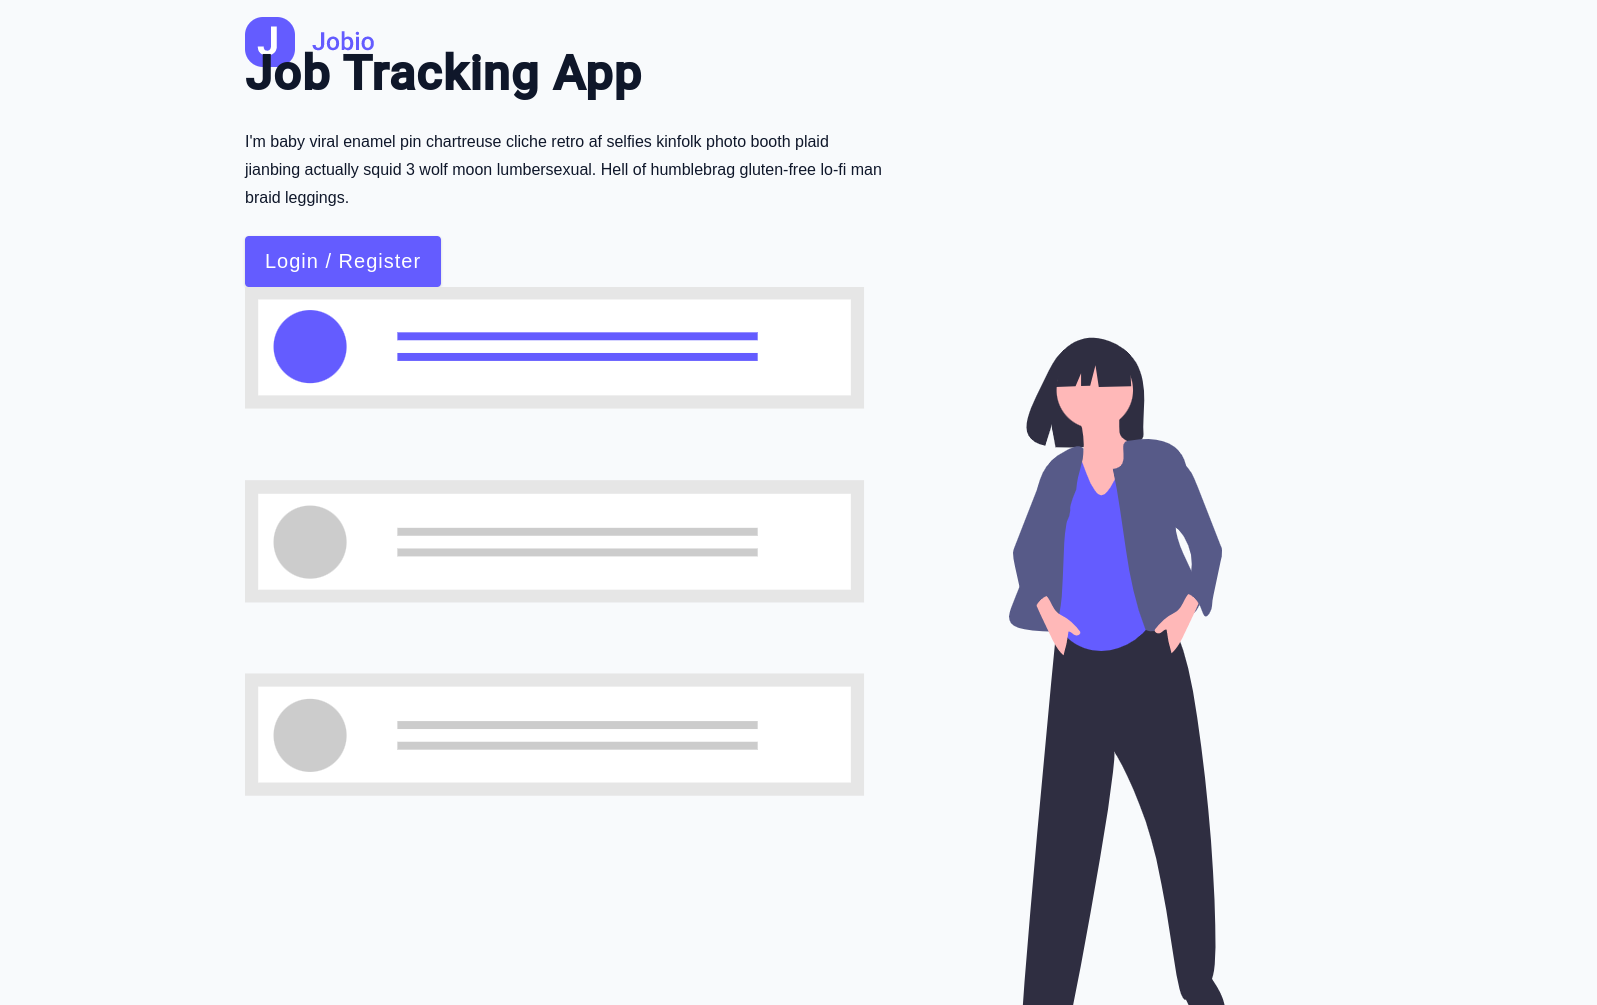 J Jobio
Job Tracking App
I'm baby viral enamel pin chartreuse cliche retro af selfies kinfolk photo booth plaid
jianbing actually squid 3 wolf moon lumbersexual. Hell of humblebrag gluten-free lo-fi man
braid leggings.
Login / Register